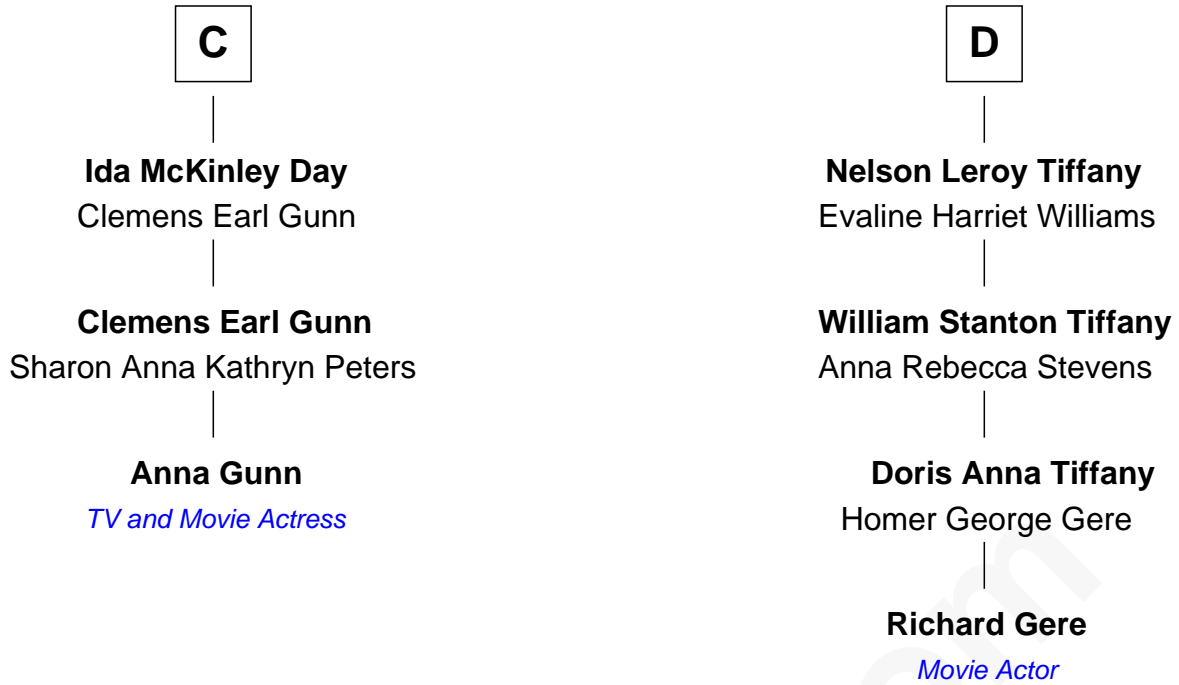 C
Ida McKinley Day
Clemens Earl Gunn
Clemens Earl Gunn
Sharon Anna Kathryn Peters
Anna Gunn
TV and Movie Actress
D
Nelson Leroy Tiffany
Evaline Harriet Williams
William Stanton Tiffany
Anna Rebecca Stevens
Doris Anna Tiffany
Homer George Gere
Richard Gere
Movie Actor